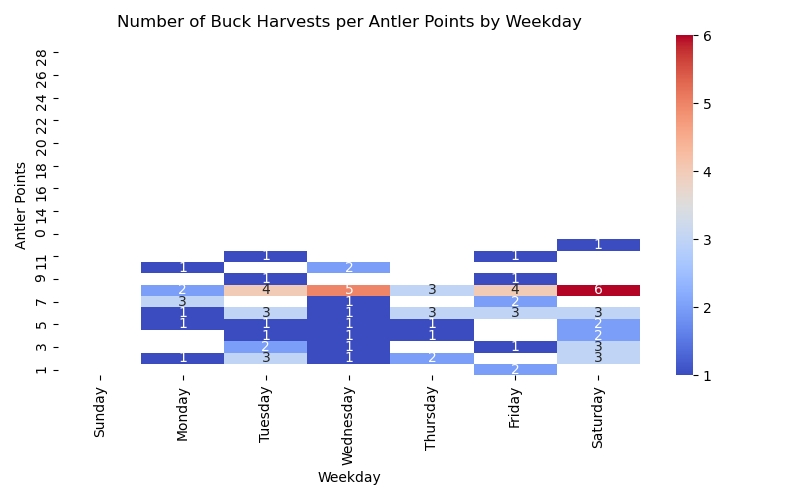 Number of Buck Harvests per Antler Points by Weekday
Antler Points
28
26
24
22
20
18
16
14
0
11
9
7
5
3
1
1
1 1
1 2
1 1
2 4 5 3 4 6
3 1 2
1 3 1 3 3 3
1 1 1 1 2
1 1 1 2
2 1 1 3
1 3 1 2 3
2
Sunday
Monday
Tuesday
Wednesday
Thursday
Friday
Saturday
Weekday
6
5
4
3
2
1